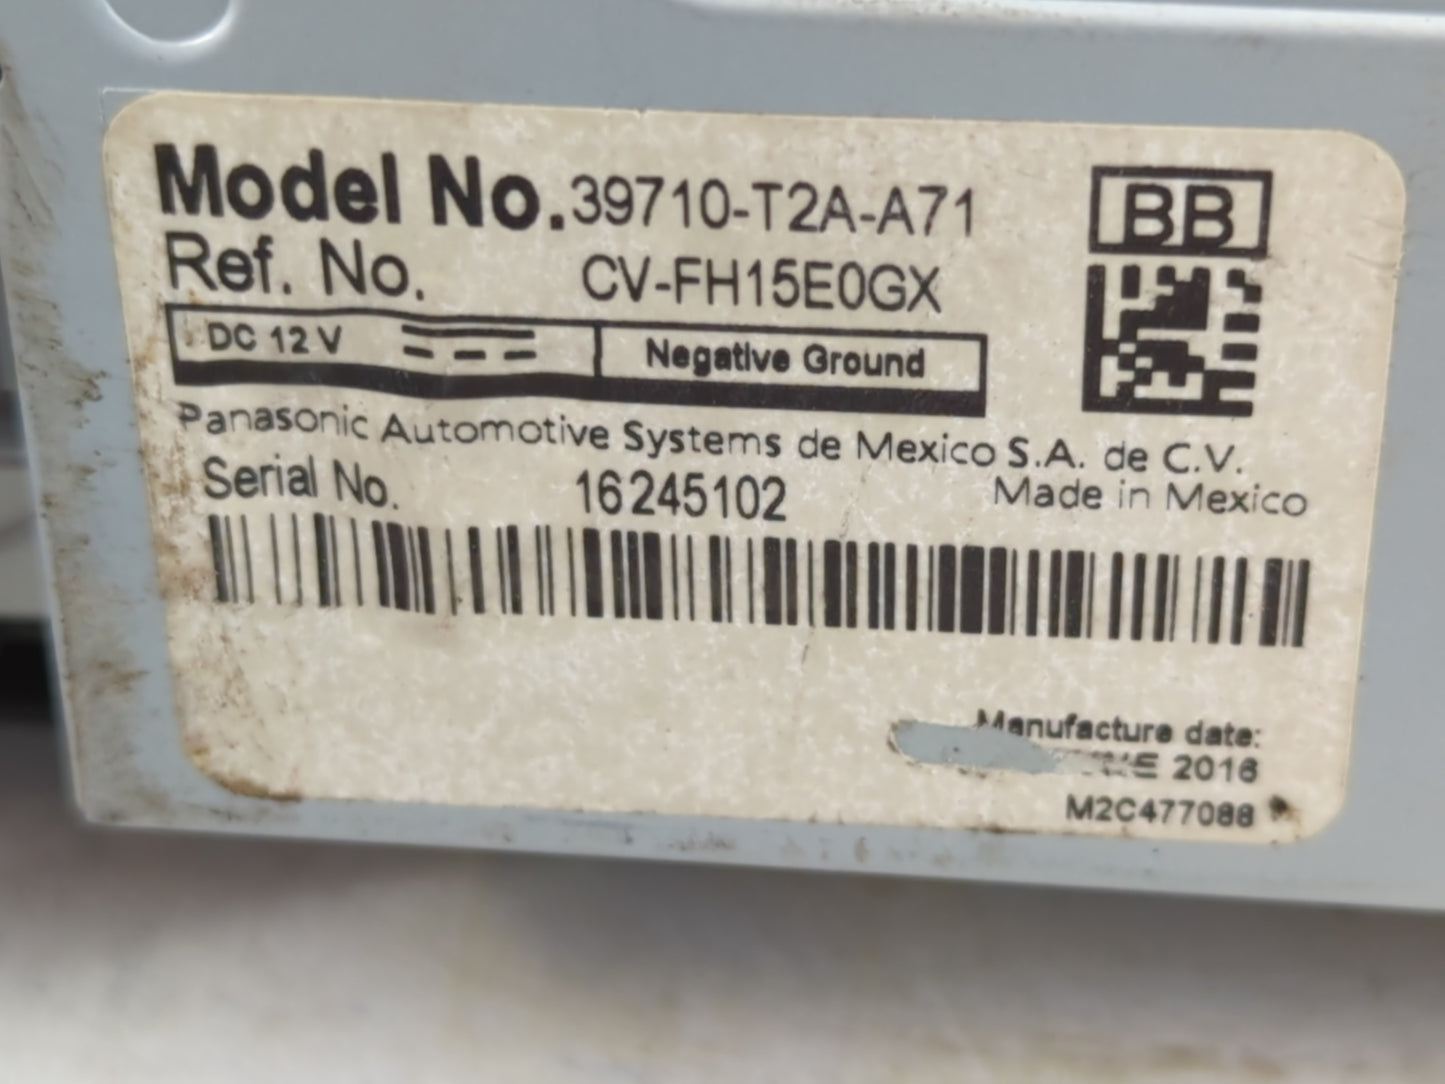 Model No. 39710-T2A-A71
BB
Ref. No. CV-FH15E0GX
DC 12 V
Negative Ground
Panasonic Automotive Systems de Mexico S.A. de C.V.
Serial No. 16245102
Made in Mexico
Manufacture date:
2016
M2C477088